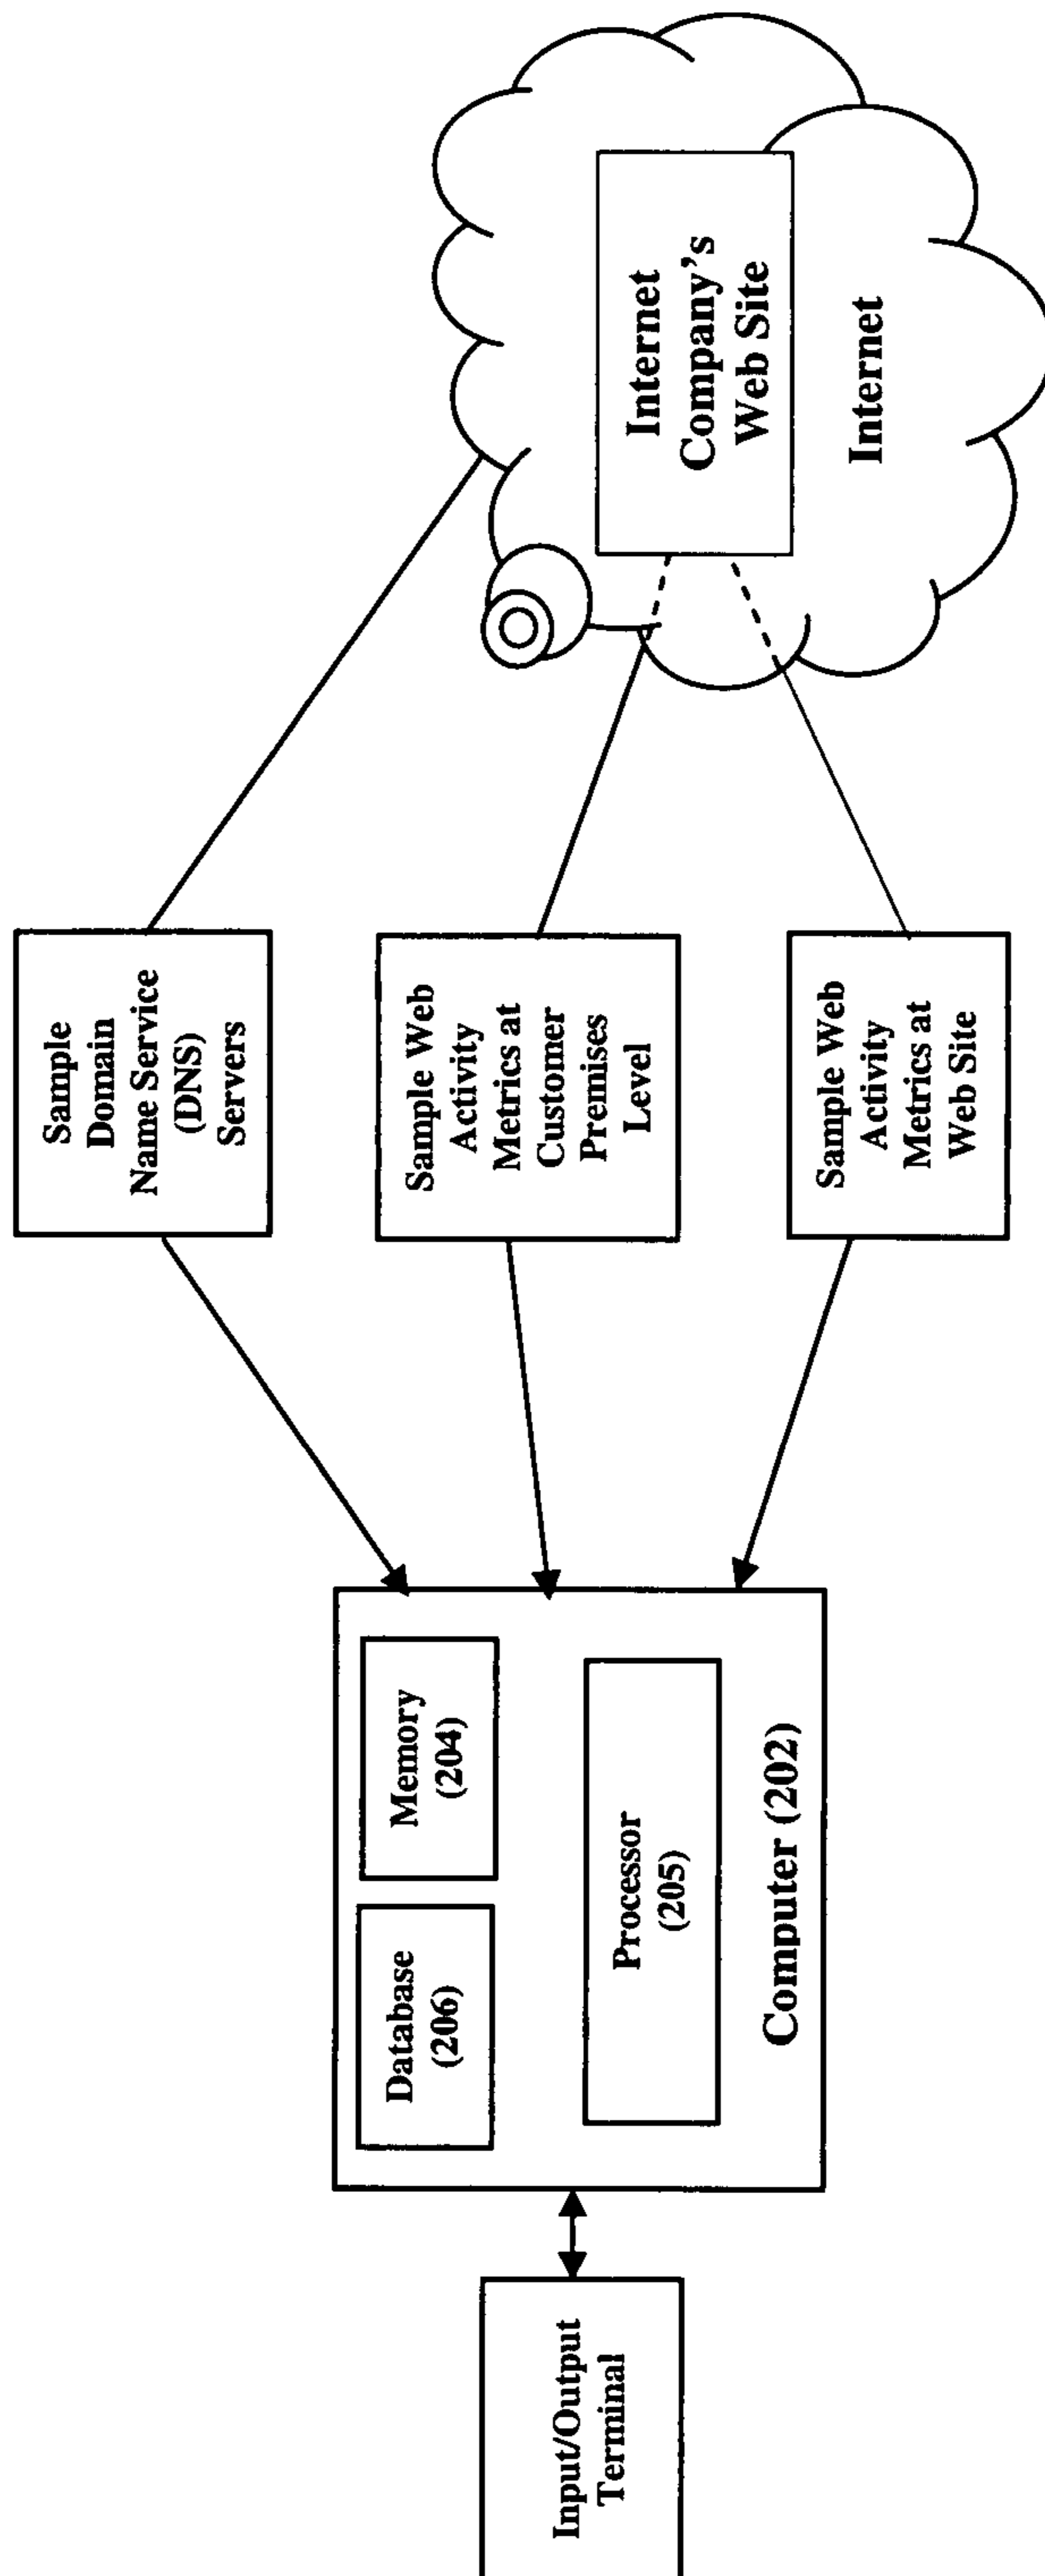 Input/Output
Terminal
Database
(206)
Memory
(204)
Processor
(205)
Computer (202)
Sample
Domain
Name Service
(DNS)
Servers
Sample Web
Activity
Metrics at
Customer
Premises
Level
Sample Web
Activity
Metrics at
Web Site
Internet
Company's
Web Site
Internet